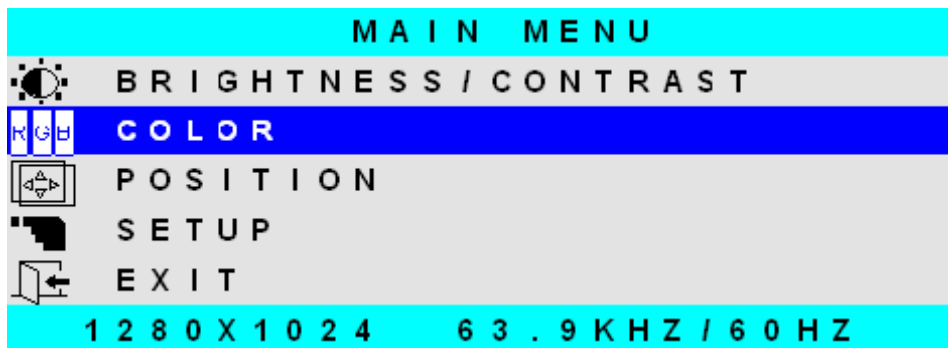 MAIN MENU
BRIGHTNESS/CONTRAST
RGB COLOR
POSITION
SETUP
EXIT
1280X1024 63.9KHZ/60HZ